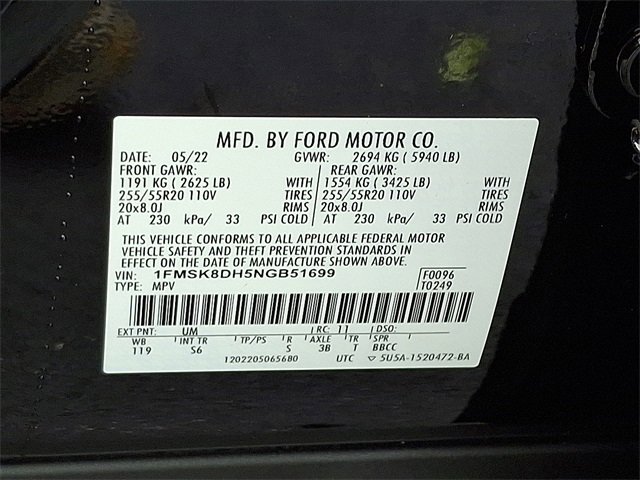 MFD. BY FORD MOTOR CO.
DATE: 05/22 GVWR: 2694 KG ( 5940 LB)
FRONT GAWR: REAR GAWR:
1191 KG ( 2625 LB) WITH 1554 KG ( 3425 LB) WITH
255/55R20 110V TIRES 255/55R20 110V TIRES
20x8.0J RIMS 20x8.0J RIMS
AT 230 kPa/ 33 PSI COLD AT 230 kPa/ 33 PSI COLD
THIS VEHICLE CONFORMS TO ALL APPLICABLE FEDERAL MOTOR
VEHICLE SAFETY AND THEFT PREVENTION STANDARDS IN
EFFECT ON THE DATE OF MANUFACTURE SHOWN ABOVE.
VIN: 1FMSK8DH5NGB51699 F0096
TYPE: MPV T0249
EXT PNT: UM RC: 11 DSO:
WB INT TR TP/PS R AXLE TR SPR
119 S6 S 3B T BBCC
1202205065680 UTC ▽ 5U5A-1520472-BA